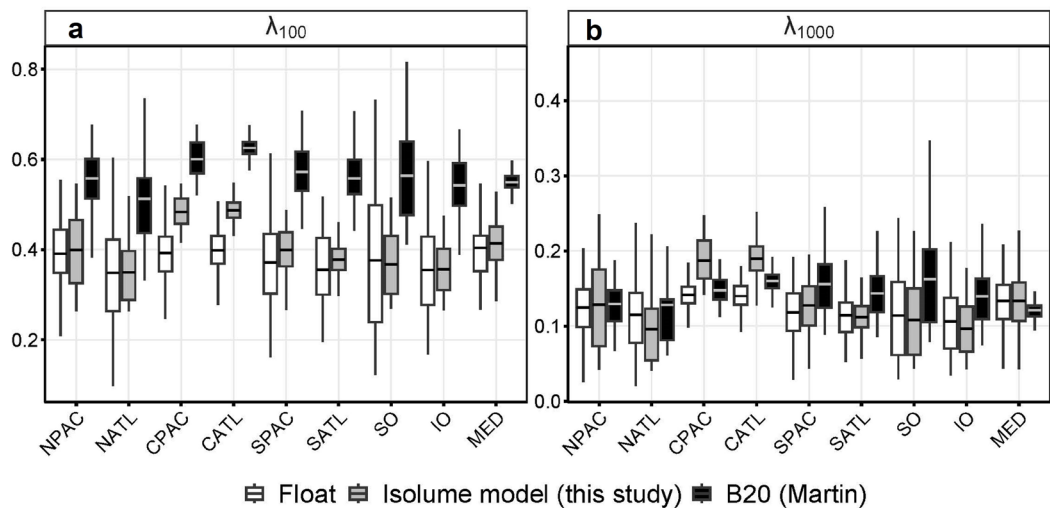 a λ100
b λ1000
0.8
0.6
0.4
0.2
0.4
0.3
0.2
0.1
0.0
NPAC NATL CPAC CATL SPAC SATL SO IO MED
NPAC NATL CPAC CATL SPAC SATL SO IO MED
Float Isolume model (this study) B20 (Martin)